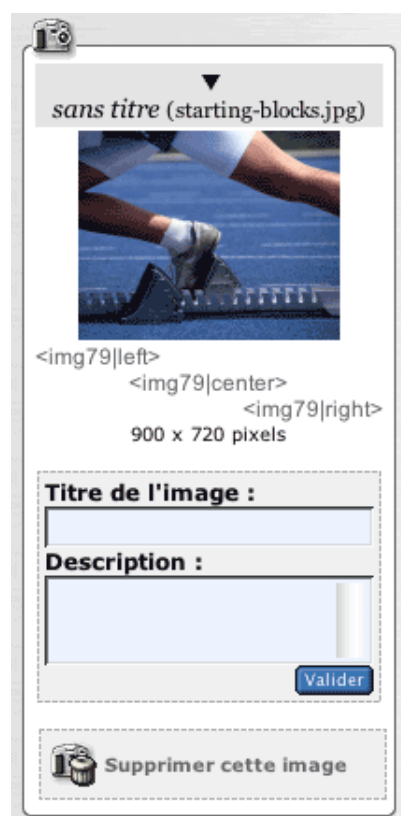 sans titre (starting-blocks.jpg)
<img79|left>
<img79|center>
<img79|right>
900 x 720 pixels
Titre de l'image :
Description :
Valider
Supprimer cette image